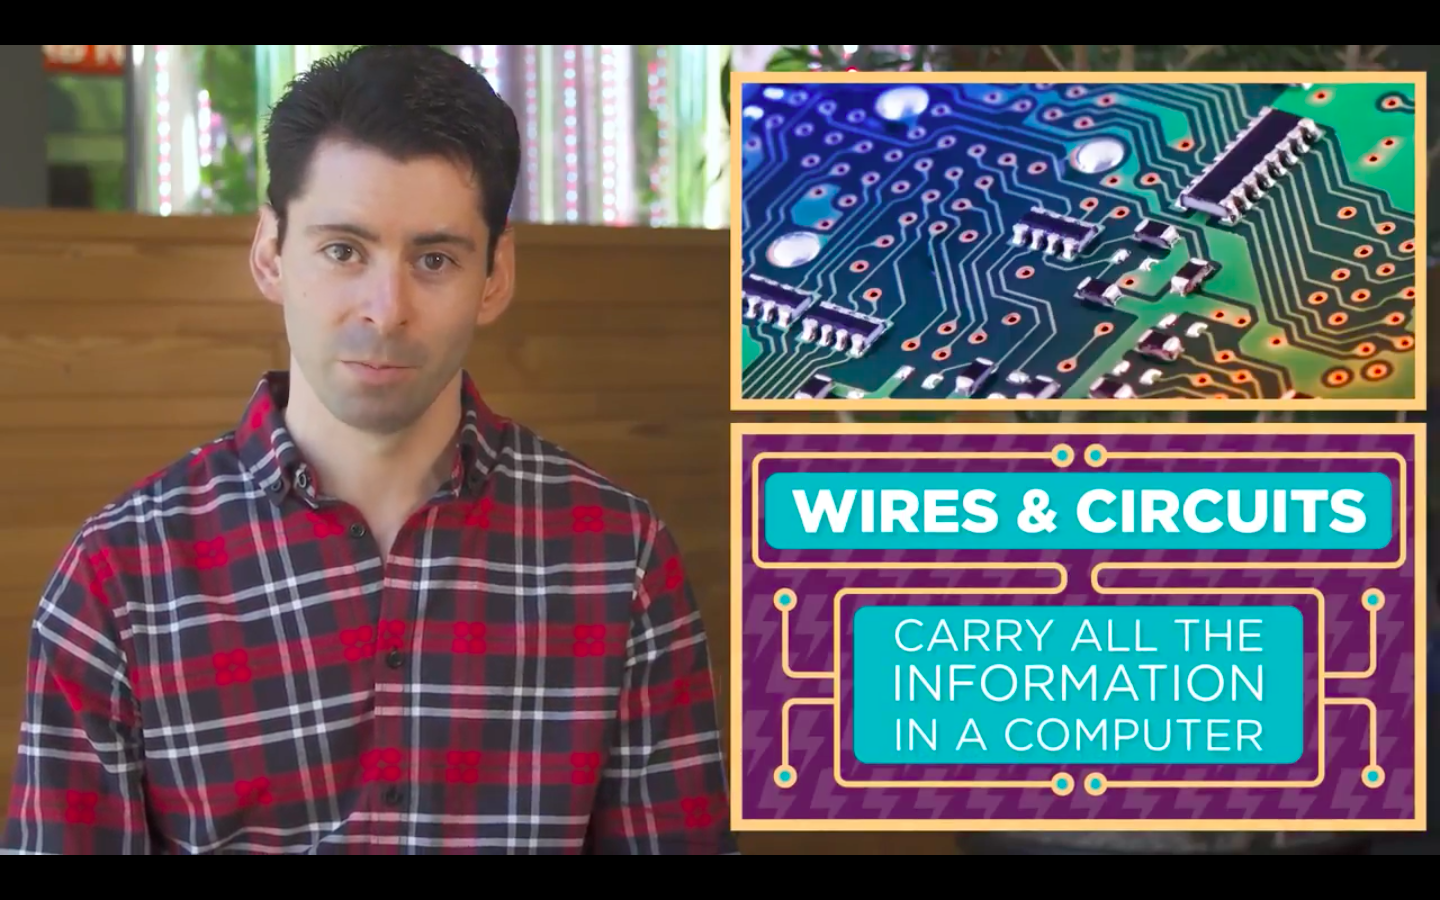 WIRES & CIRCUITS
CARRY ALL THE
INFORMATION
IN A COMPUTER